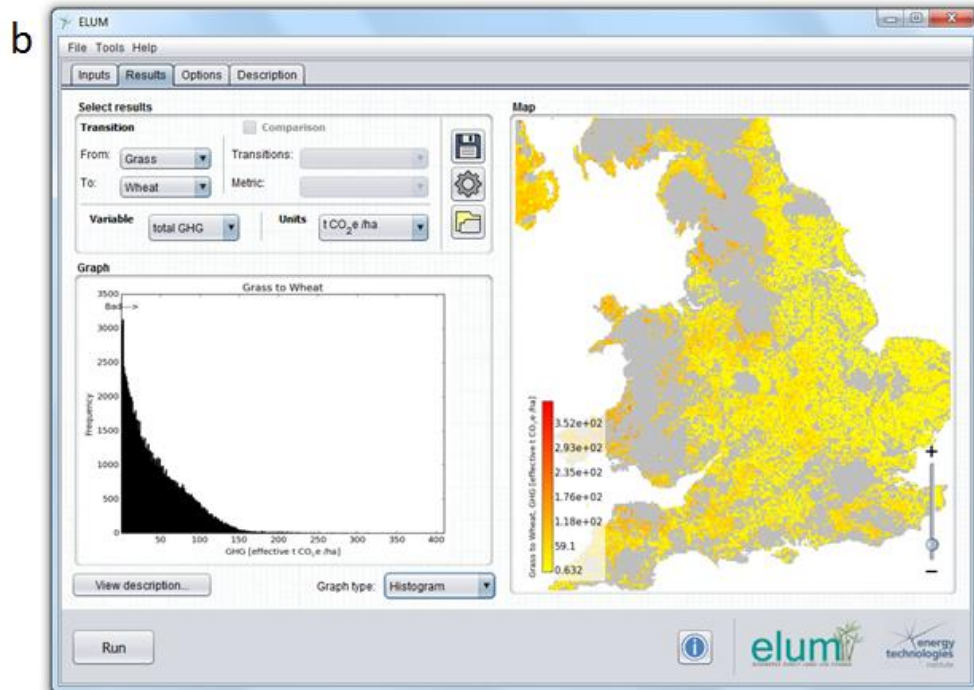 b
ELUM
File Tools Help
Inputs Results Options Description
Select results
Transition
Comparison
From: Grass
Transitions:
To: Wheat
Metric:
Variable total GHG
Units t CO₂e /ha
Graph
Grass to Wheat
Bad--->
3500
3000
2500
2000
1500
1000
500
0
Frequency
50 100 150 200 250 300 350 400
GHG [effective t CO₂e /ha]
View description...
Graph type: Histogram
Map
Grass to Wheat, GHG [effective t CO₂e /ha]
3.52e+02
2.93e+02
2.35e+02
1.76e+02
1.18e+02
59.1
0.632
+
−
Run
elum
energy
technologies
institute